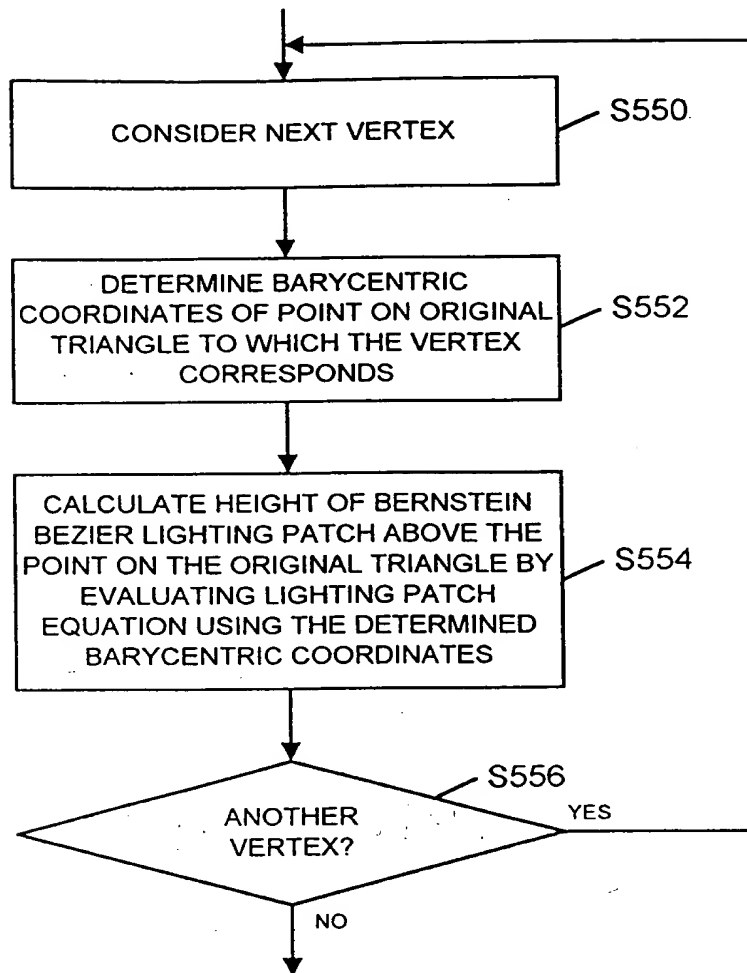 CONSIDER NEXT VERTEX
S550
DETERMINE BARYCENTRIC
COORDINATES OF POINT ON ORIGINAL
TRIANGLE TO WHICH THE VERTEX
CORRESPONDS
S552
CALCULATE HEIGHT OF BERNSTEIN
BEZIER LIGHTING PATCH ABOVE THE
POINT ON THE ORIGINAL TRIANGLE BY
EVALUATING LIGHTING PATCH
EQUATION USING THE DETERMINED
BARYCENTRIC COORDINATES
S554
S556
ANOTHER
VERTEX?
YES
NO